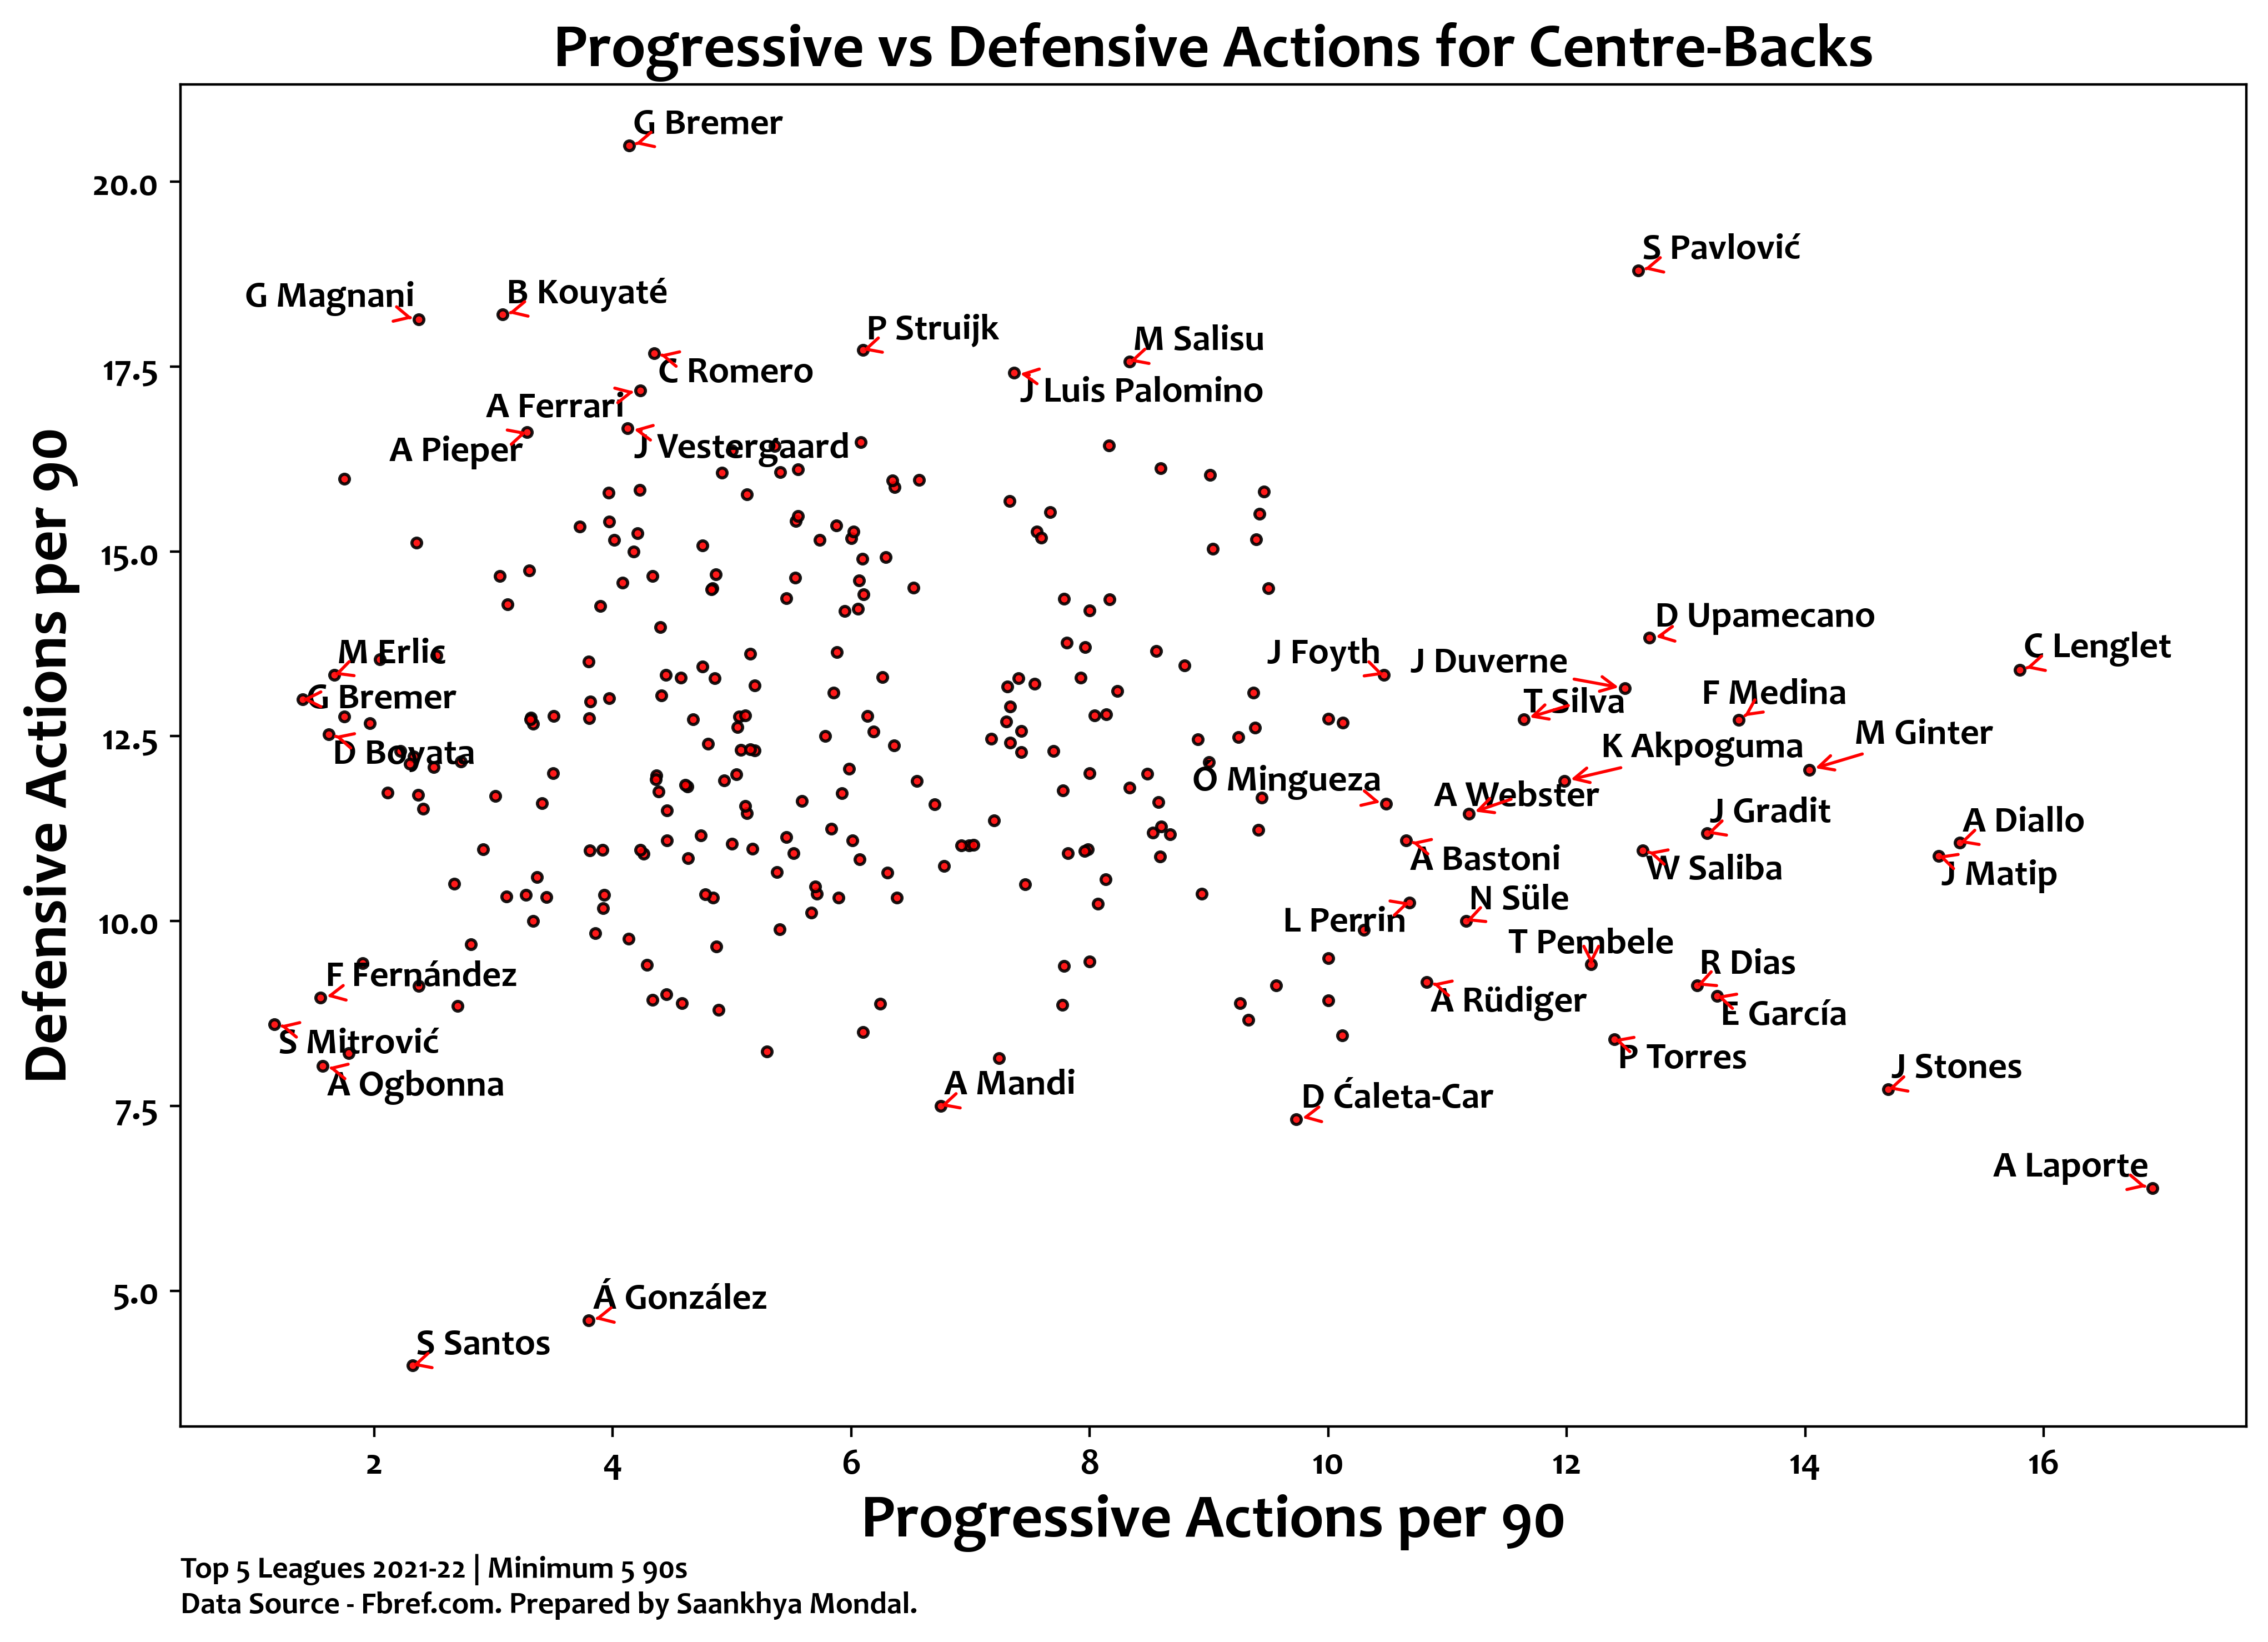 Progressive vs Defensive Actions for Centre-Backs
G Bremer
20.0
S Pavlović
G Magnani
B Kouyaté
P Struijk
M Salisu
17.5
C Romero
J Luis Palomino
A Ferrari
A Pieper
J Vestergaard
15.0
D Upamecano
M Erlic
J Foyth
J Duverne
C Lenglet
G Bremer
T Silva
F Medina
12.5
D Boyata
K Akpoguma
M Ginter
O Mingueza
A Webster
J Gradit
A Diallo
A Bastoni
W Saliba
J Matip
10.0
L Perrin
N Süle
T Pembele
F Fernández
R Dias
A Rüdiger
E García
S Mitrović
P Torres
A Ogbonna
A Mandi
D Ćaleta-Car
J Stones
7.5
A Laporte
5.0
Á González
S Santos
Defensive Actions per 90
2 4 6 8 10 12 14 16
Progressive Actions per 90
Top 5 Leagues 2021-22 | Minimum 5 90s
Data Source - Fbref.com. Prepared by Saankhya Mondal.